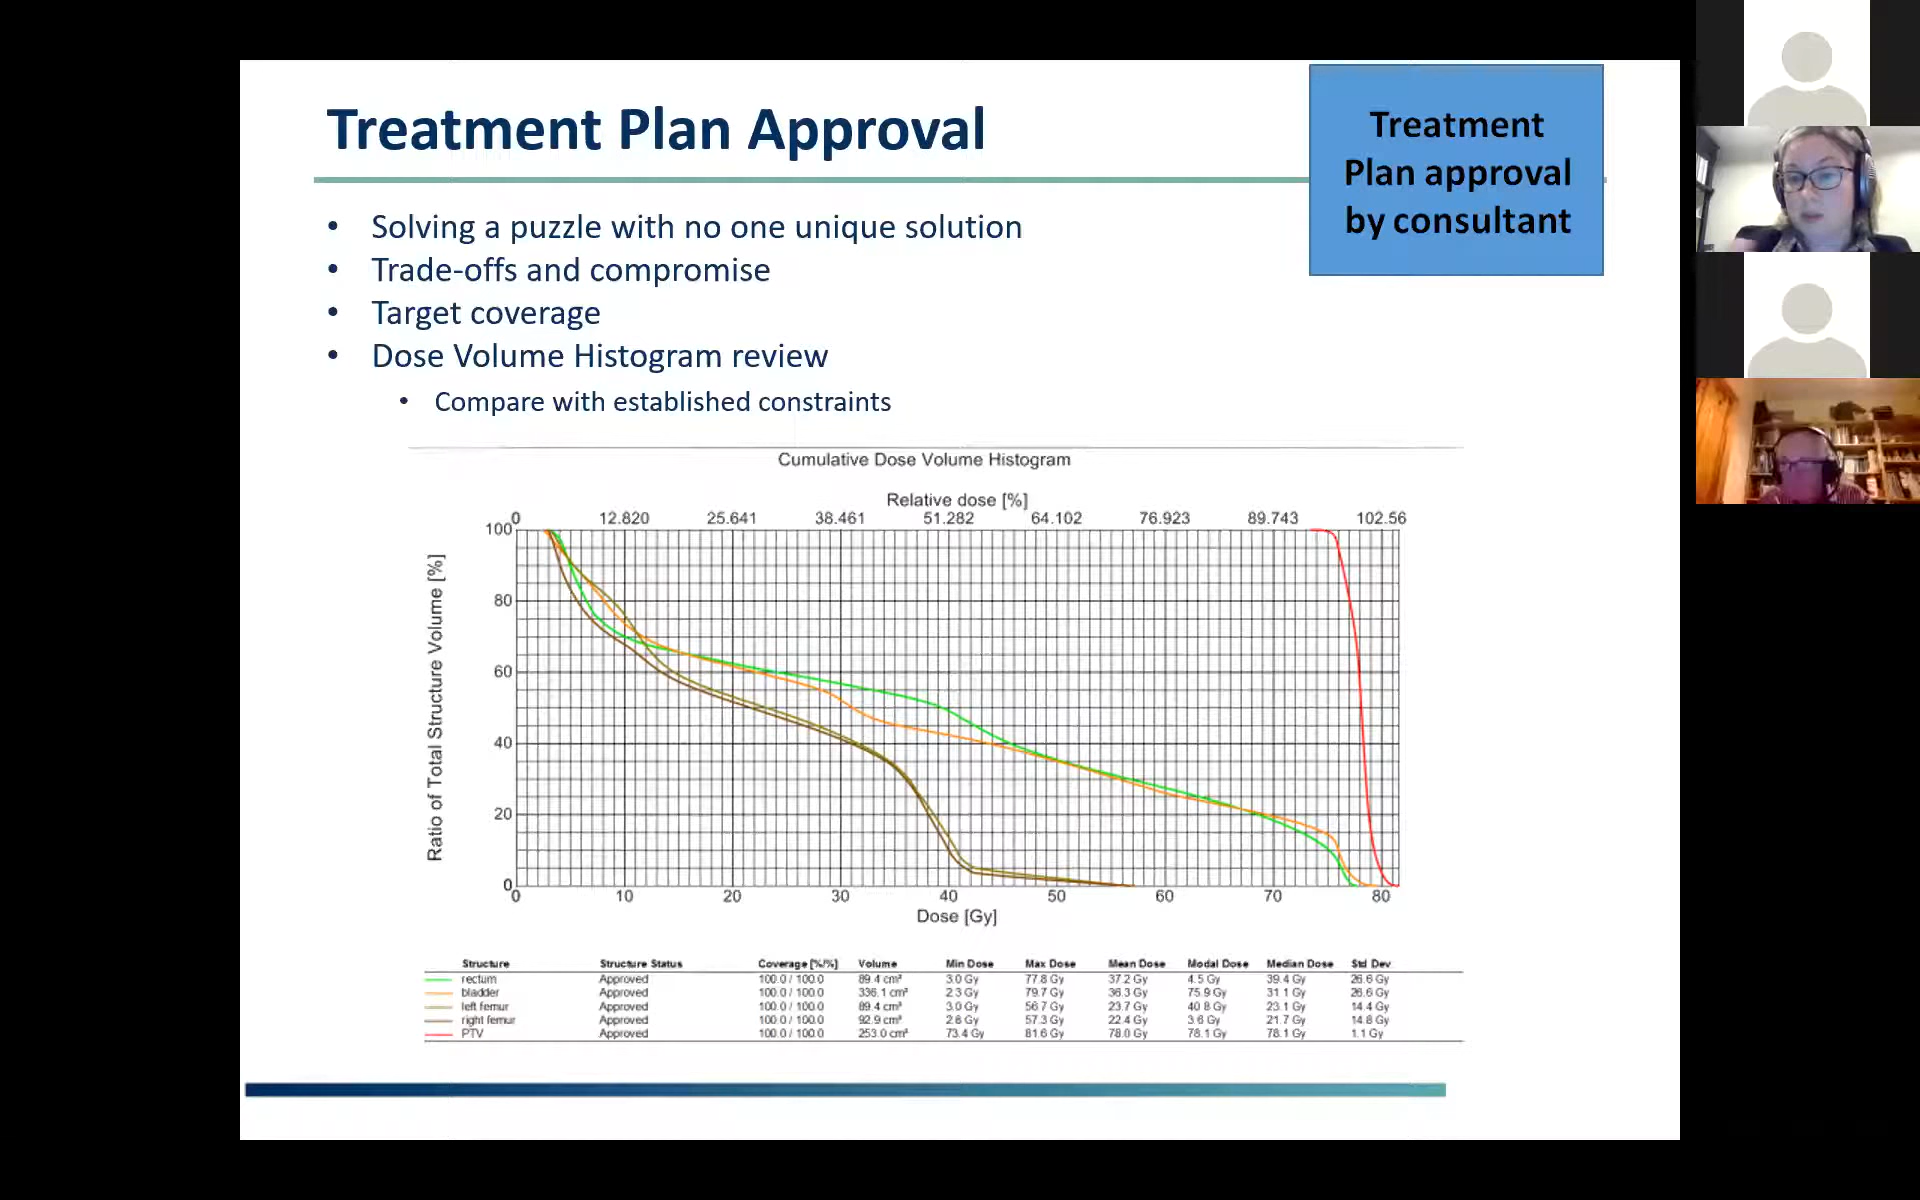 Treatment Plan Approval
Treatment
Plan approval
by consultant
• Solving a puzzle with no one unique solution
• Trade-offs and compromise
• Target coverage
• Dose Volume Histogram review
• Compare with established constraints
Cumulative Dose Volume Histogram
Relative dose [%]
0 12.820 25.641 38.461 51.282 64.102 76.923 89.743 102.56
Ratio of Total Structure Volume [%]
100
80
60
40
20
0
0 10 20 30 40 50 60 70 80
Dose [Gy]
Structure Structure Status Coverage [%/%] Volume Min Dose Max Dose Mean Dose Modal Dose Median Dose Std Dev
rectum Approved 100.0 / 100.0 89.4 cm³ 3.0 Gy 77.8 Gy 37.2 Gy 4.5 Gy 39.4 Gy 26.6 Gy
bladder Approved 100.0 / 100.0 336.1 cm³ 2.3 Gy 79.7 Gy 36.3 Gy 75.9 Gy 31.1 Gy 26.6 Gy
left femur Approved 100.0 / 100.0 89.4 cm³ 3.0 Gy 56.7 Gy 23.7 Gy 40.8 Gy 23.1 Gy 14.4 Gy
right femur Approved 100.0 / 100.0 92.9 cm³ 2.6 Gy 57.3 Gy 22.4 Gy 3.6 Gy 21.7 Gy 14.8 Gy
PTV Approved 100.0 / 100.0 253.0 cm³ 73.4 Gy 81.6 Gy 78.0 Gy 78.1 Gy 78.1 Gy 1.1 Gy